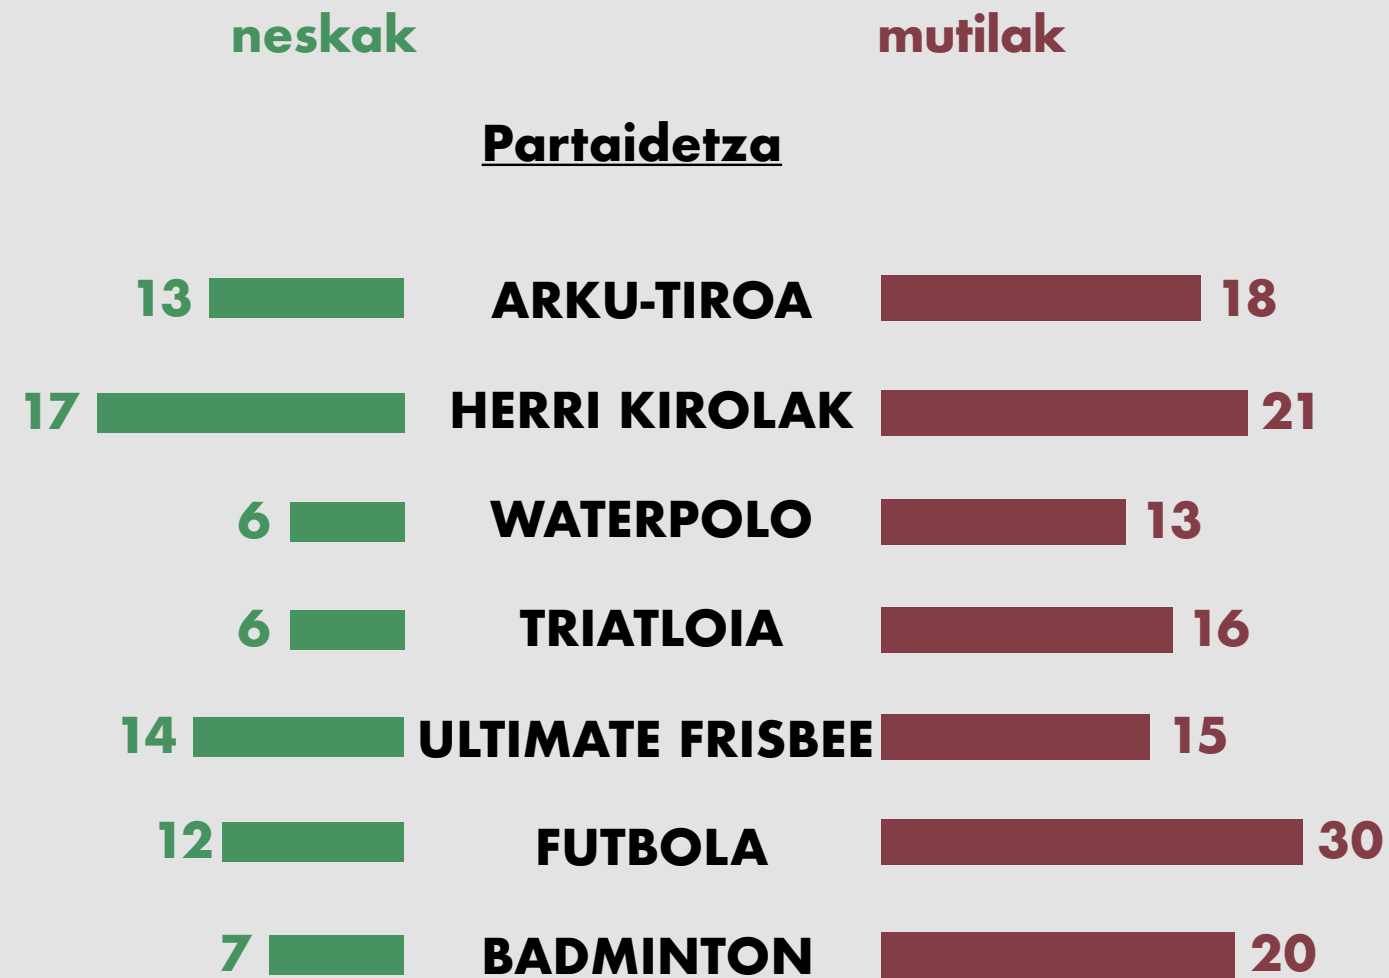 neskak mutilak
Partaidetza
13 ARKU-TIROA 18
17 HERRI KIROLAK 21
6 WATERPOLO 13
6 TRIATLOIA 16
14 ULTIMATE FRISBEE 15
12 FUTBOLA 30
7 BADMINTON 20